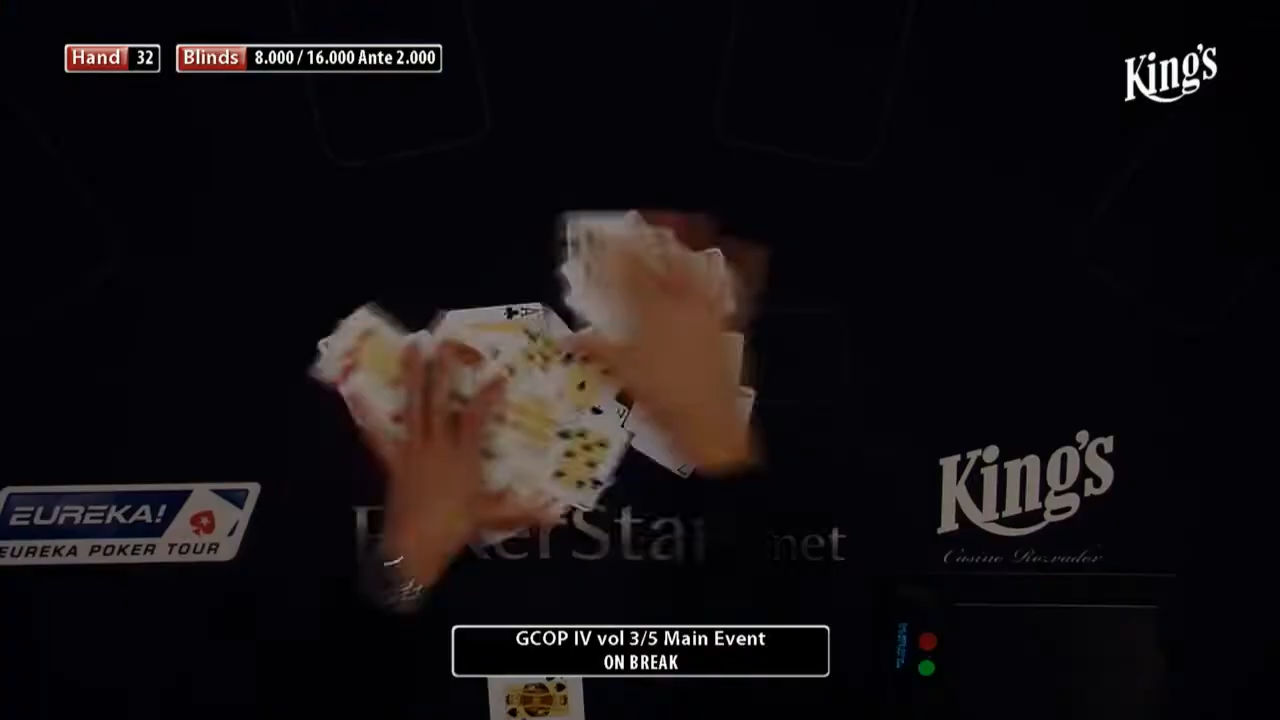 Hand 32 Blinds 8.000 / 16.000 Ante 2.000
King's
A
King's
EUREKA!
EUREKA POKER TOUR
net
Casino Rozvadov
GCOP IV vol 3/5 Main Event
ON BREAK